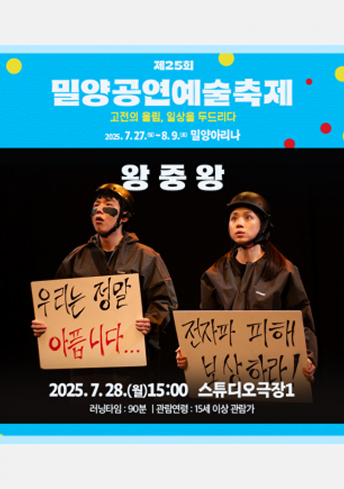 제25회
밀양공연예술축제
고전의 울림, 일상을 두드리다
2025. 7. 27.(일) ~ 8. 9.(토) 밀양아리나
왕중왕
우리는 정말
아픕니다...
전자파 피해
보상하라!
2025. 7. 28.(월)15:00 스튜디오극장1
러닝타임 : 90분 | 관람연령 : 15세 이상 관람가